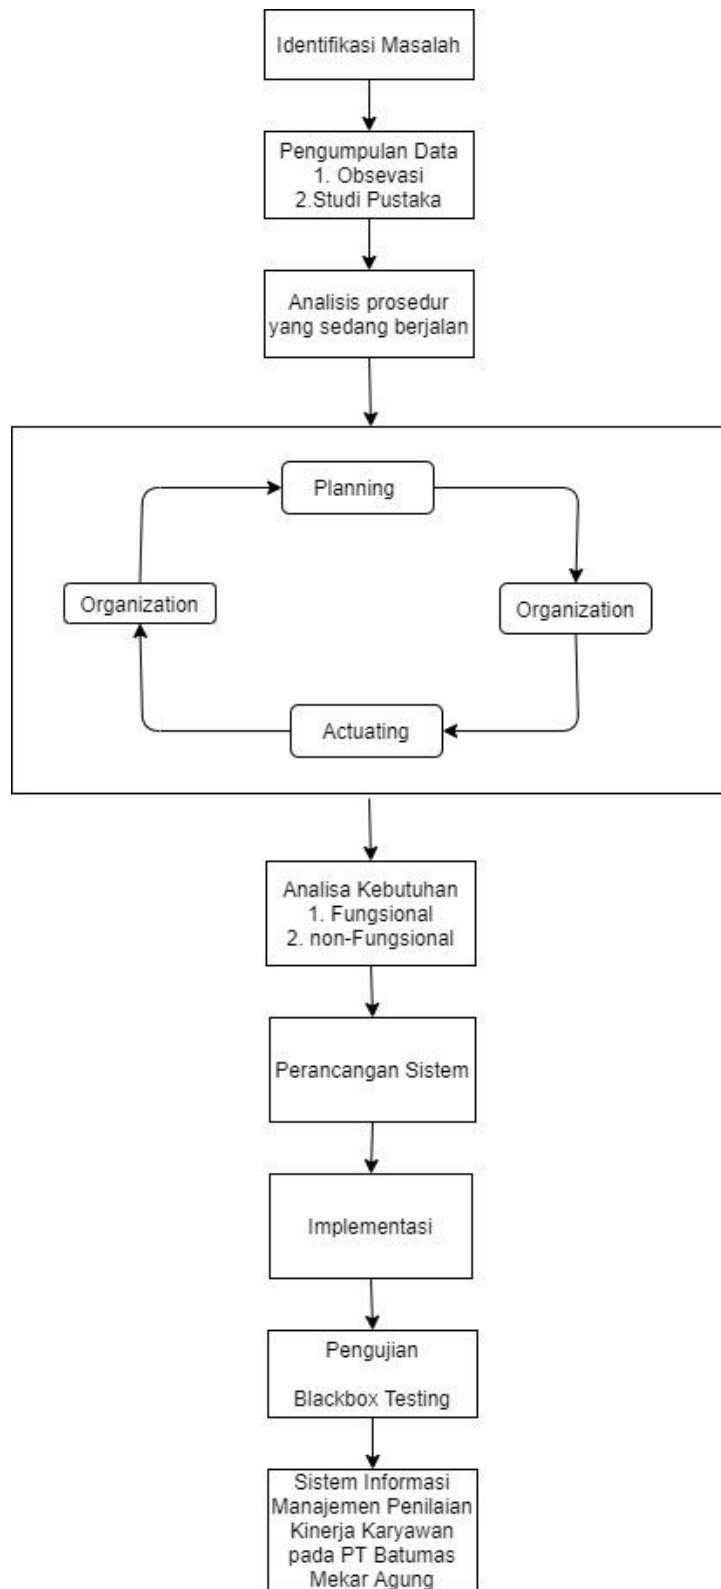 Identifikasi Masalah
Pengumpulan Data
1. Obsevasi
2.Studi Pustaka
Analisis prosedur
yang sedang berjalan
Planning
Organization
Organization
Actuating
Analisa Kebutuhan
1. Fungsional
2. non-Fungsional
Perancangan Sistem
Implementasi
Pengujian
Blackbox Testing
Sistem Informasi
Manajemen Penilaian
Kinerja Karyawan
pada PT Batumas
Mekar Agung